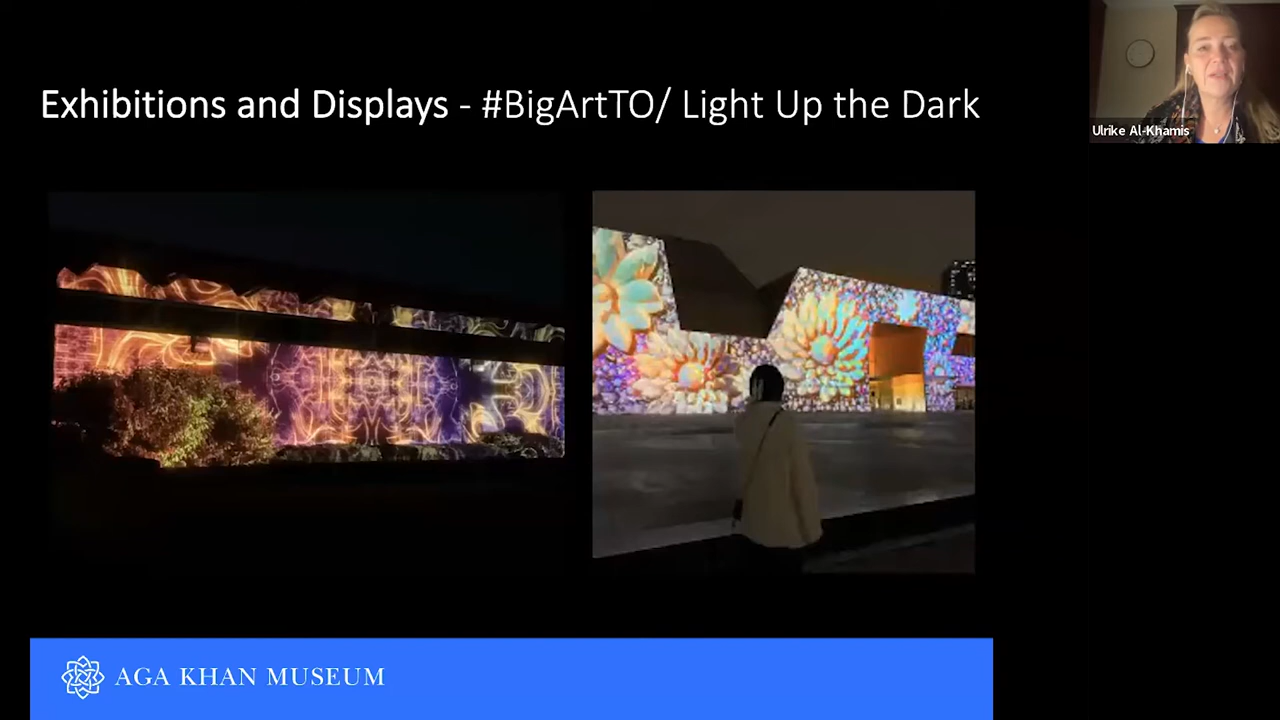 Exhibitions and Displays - #BigArtTO/ Light Up the Dark
Ulrike Al-Khamis
AGA KHAN MUSEUM